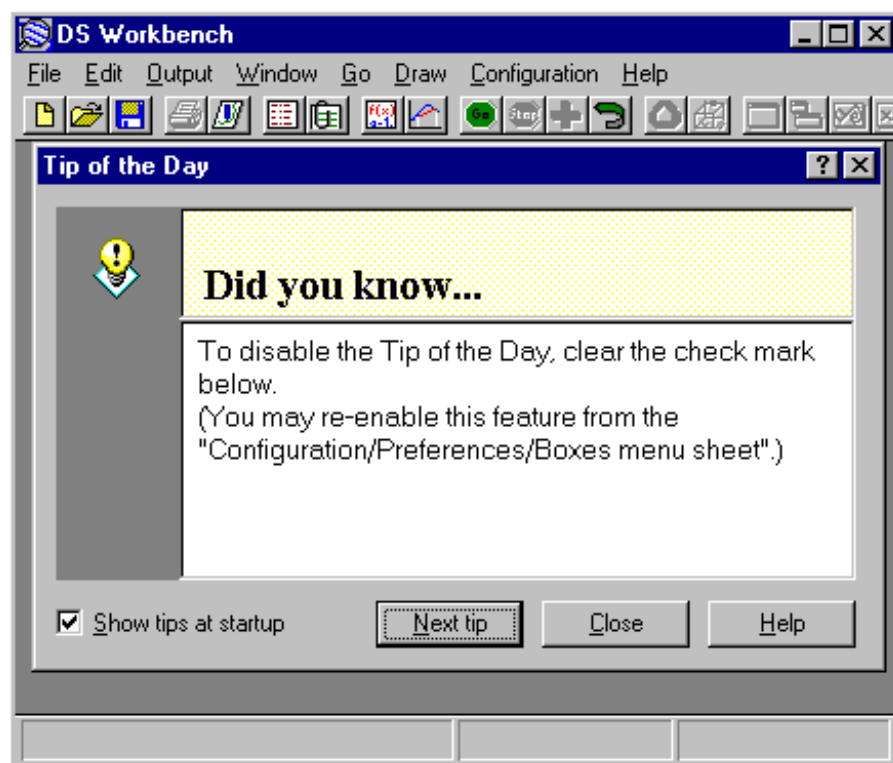 DS Workbench
File Edit Output Window Go Draw Configuration Help
f(x) a-1. Go Stop
Tip of the Day
Did you know...
To disable the Tip of the Day, clear the check mark
below.
(You may re-enable this feature from the
"Configuration/Preferences/Boxes menu sheet".)
Show tips at startup Next tip Close Help